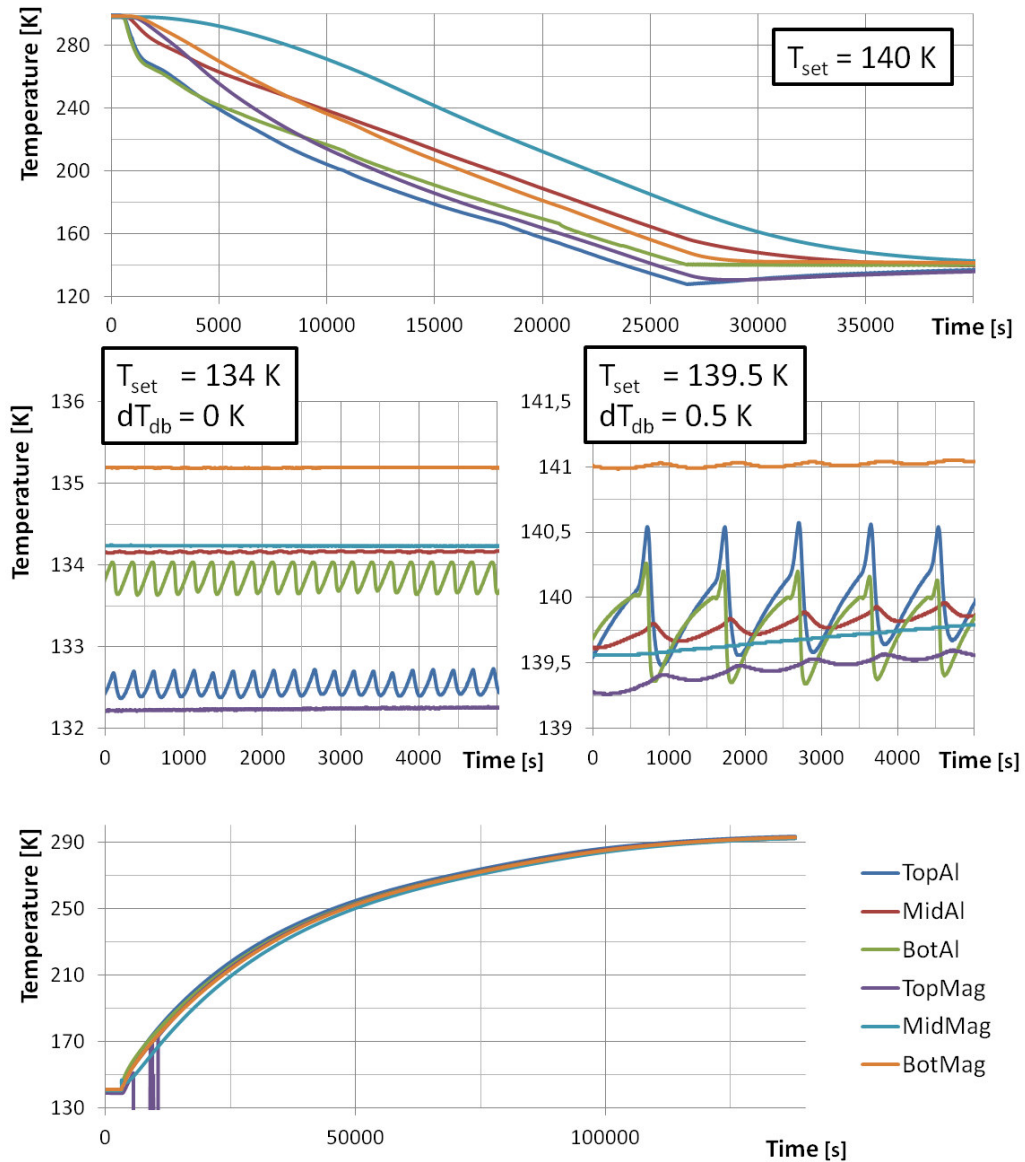 Temperature [K]
280
240
200
160
120
T_set = 140 K
0 5000 10000 15000 20000 25000 30000 35000 Time [s]
T_set = 134 K
dT_db = 0 K
T_set = 139.5 K
dT_db = 0.5 K
Temperature [K]
136
135
134
133
132
0 1000 2000 3000 4000 Time [s]
141,5
141
140,5
140
139,5
139
0 1000 2000 3000 4000 Time [s]
Temperature [K]
290
250
210
170
130
0 50000 100000
Time [s]
TopAl
MidAl
BotAl
TopMag
MidMag
BotMag